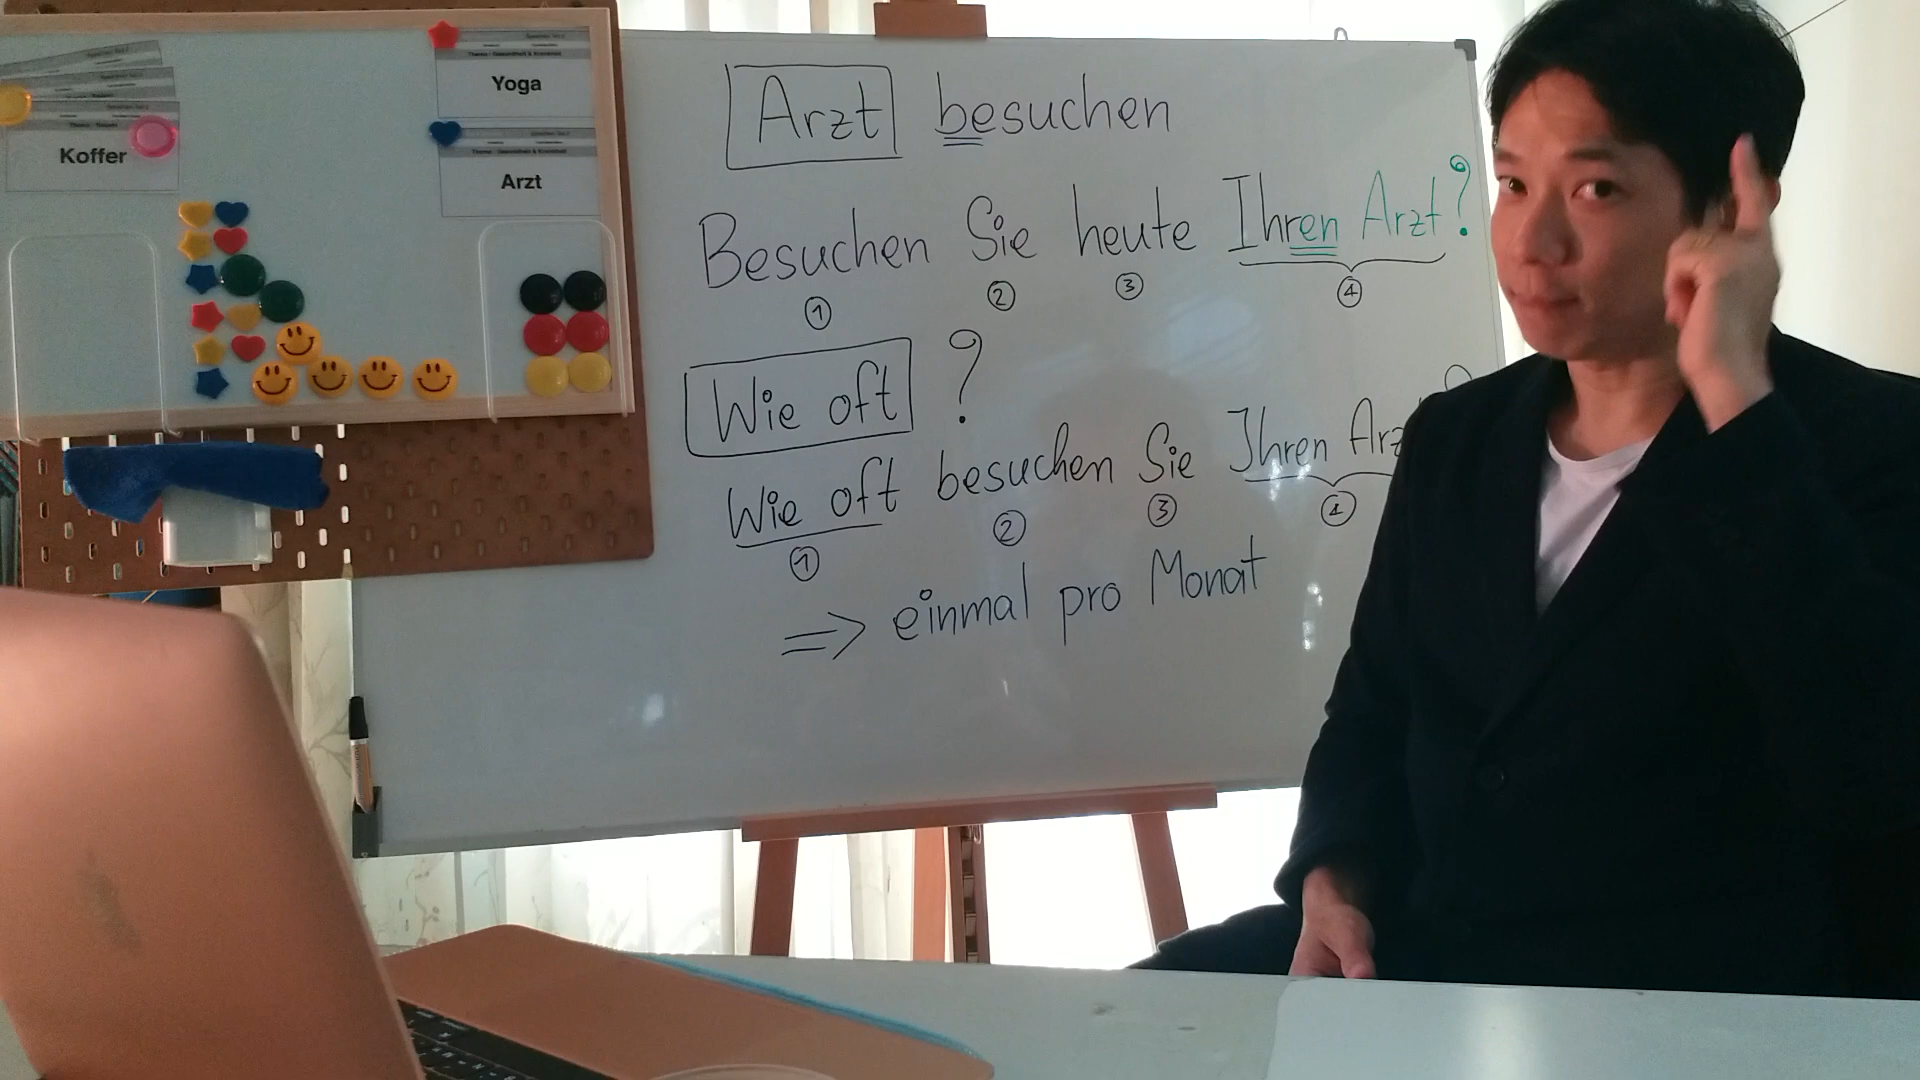 Koffer
Yoga
Arzt
Arzt besuchen
Besuchen Sie heute Ihren Arzt?
1 2 3 4
Wie oft ?
Wie oft besuchen Sie Ihren
1 2 3 4
⇒ einmal pro Monat